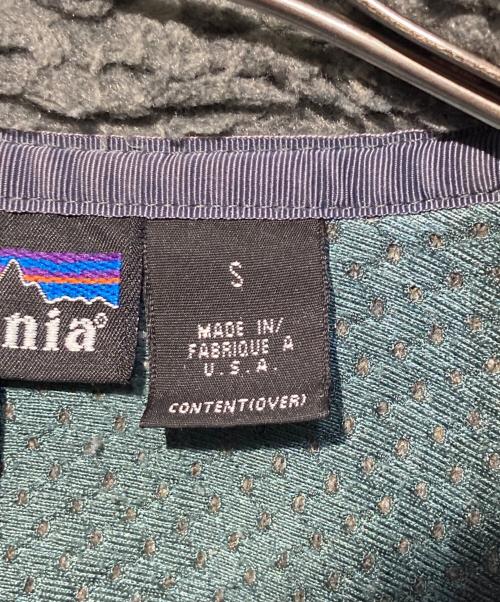 nia®
S
MADE IN/
FABRIQUE A
U.S.A.
CONTENT(OVER)